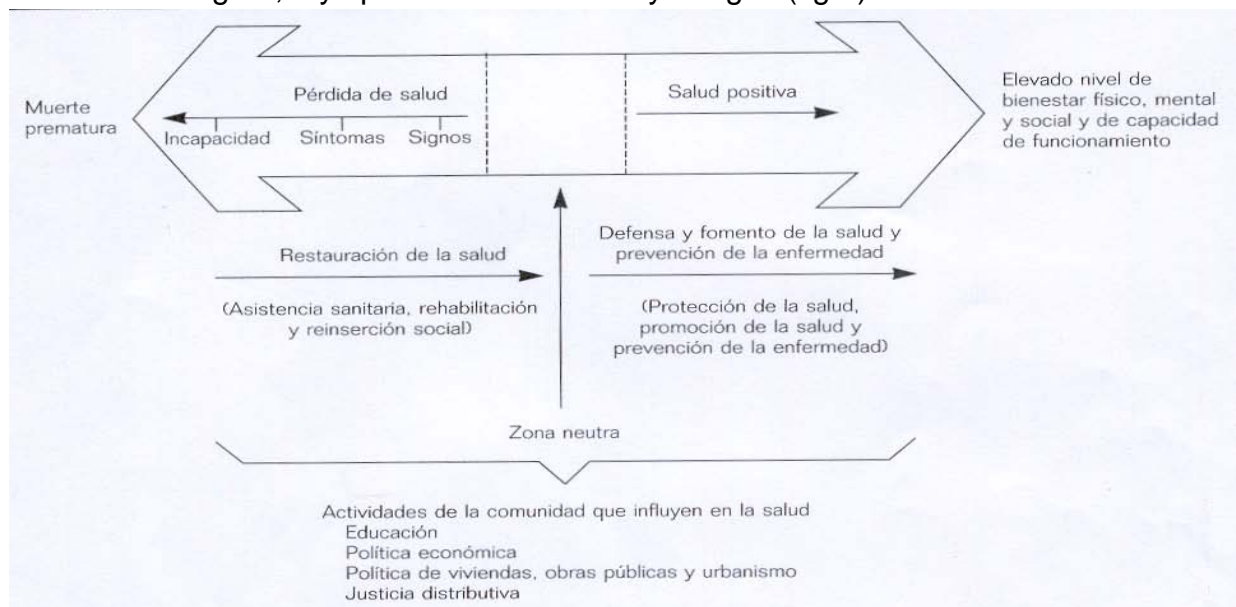 Muerte
prematura
Pérdida de salud
Incapacidad Síntomas Signos
Salud positiva
Elevado nivel de
bienestar físico, mental
y social y de capacidad
de funcionamiento
Restauración de la salud
(Asistencia sanitaria, rehabilitación
y reinserción social)
Defensa y fomento de la salud y
prevención de la enfermedad
(Protección de la salud,
promoción de la salud y
prevención de la enfermedad)
Zona neutra
Actividades de la comunidad que influyen en la salud
Educación
Política económica
Política de viviendas, obras públicas y urbanismo
Justicia distributiva